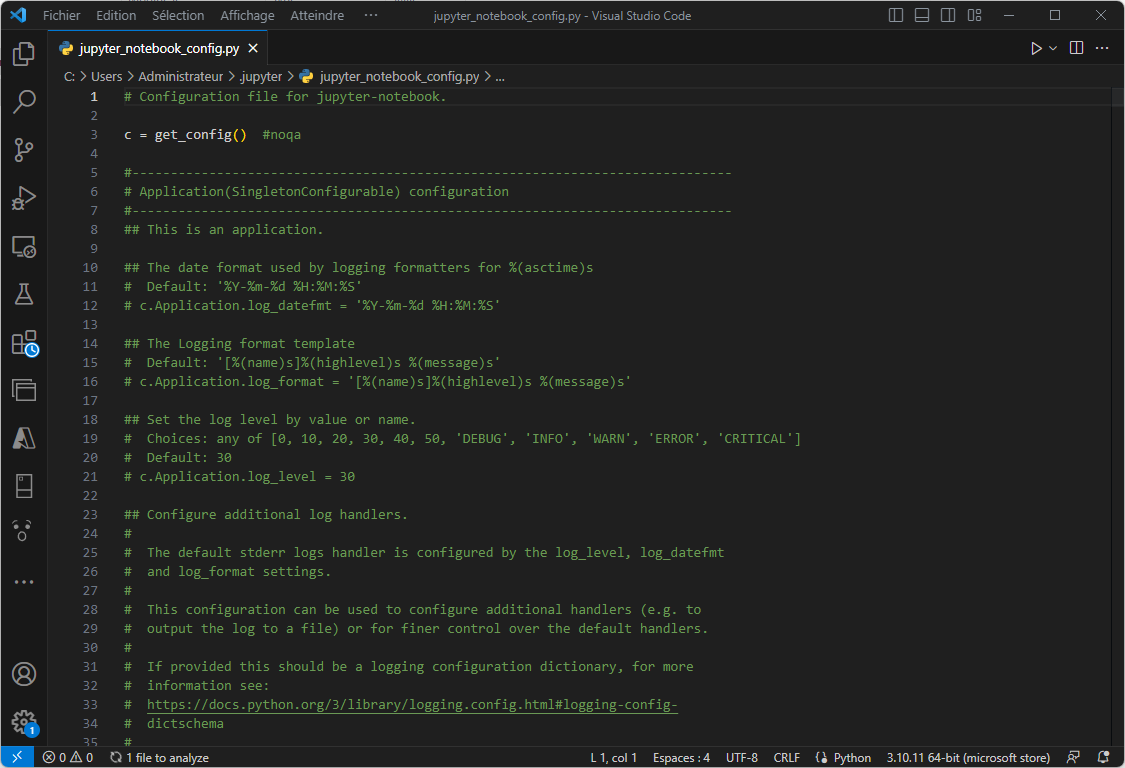 Fichier Edition Sélection Affichage Atteindre ··· jupyter_notebook_config.py - Visual Studio Code
jupyter_notebook_config.py
C: > Users > Administrateur > .jupyter > jupyter_notebook_config.py > ...
1 # Configuration file for jupyter-notebook.
2
3 c = get_config()  #noqa
4
5 #------------------------------------------------------------------------------
6 # Application(SingletonConfigurable) configuration
7 #------------------------------------------------------------------------------
8 ## This is an application.
9
10 ## The date format used by logging formatters for %(asctime)s
11 #  Default: '%Y-%m-%d %H:%M:%S'
12 # c.Application.log_datefmt = '%Y-%m-%d %H:%M:%S'
13
14 ## The Logging format template
15 #  Default: '[%(name)s]%(highlevel)s %(message)s'
16 # c.Application.log_format = '[%(name)s]%(highlevel)s %(message)s'
17
18 ## Set the log level by value or name.
19 #  Choices: any of [0, 10, 20, 30, 40, 50, 'DEBUG', 'INFO', 'WARN', 'ERROR', 'CRITICAL']
20 #  Default: 30
21 # c.Application.log_level = 30
22
23 ## Configure additional log handlers.
24 #
25 #  The default stderr logs handler is configured by the log_level, log_datefmt
26 #  and log_format settings.
27 #
28 #  This configuration can be used to configure additional handlers (e.g. to
29 #  output the log to a file) or for finer control over the default handlers.
30 #
31 #  If provided this should be a logging configuration dictionary, for more
32 #  information see:
33 #  https://docs.python.org/3/library/logging.config.html#logging-config-
34 #  dictschema
35 #
1
0 0 1 file to analyze L 1, col 1 Espaces : 4 UTF-8 CRLF Python 3.10.11 64-bit (microsoft store)